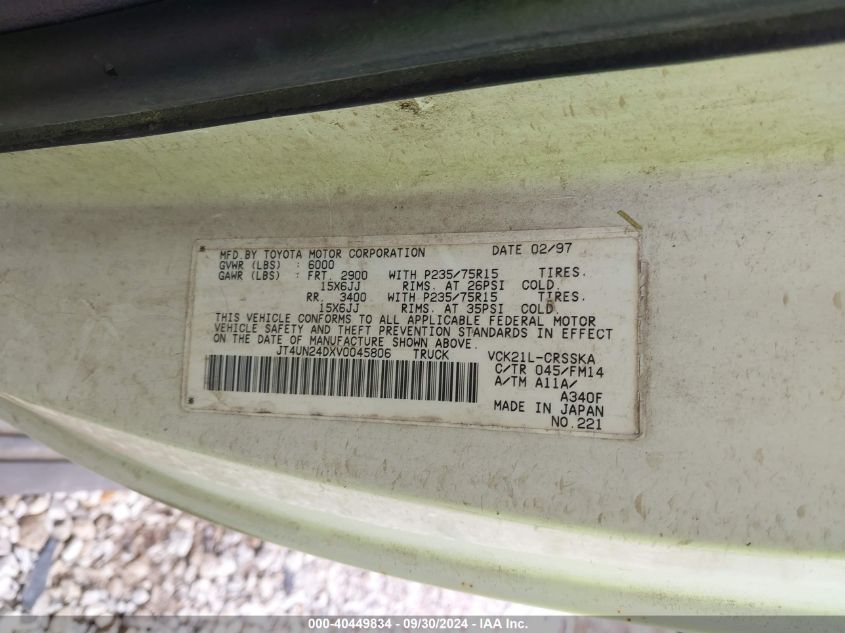 MFD.BY TOYOTA MOTOR CORPORATION DATE 02/97
GVWR (LBS) : 6000
GAWR (LBS) : FRT. 2900 WITH P235/75R15 TIRES.
15X6JJ RIMS. AT 26PSI COLD.
RR. 3400 WITH P235/75R15 TIRES.
15X6JJ RIMS. AT 35PSI COLD.
THIS VEHICLE CONFORMS TO ALL APPLICABLE FEDERAL MOTOR
VEHICLE SAFETY AND THEFT PREVENTION STANDARDS IN EFFECT
ON THE DATE OF MANUFACTURE SHOWN ABOVE.
JT4UN24DXV0045806 TRUCK VCK21L-CRSSKA
C/TR 045/FM14
A/TM A11A/
A340F
MADE IN JAPAN
NO.221
000-40449834 - 09/30/2024 - 5521